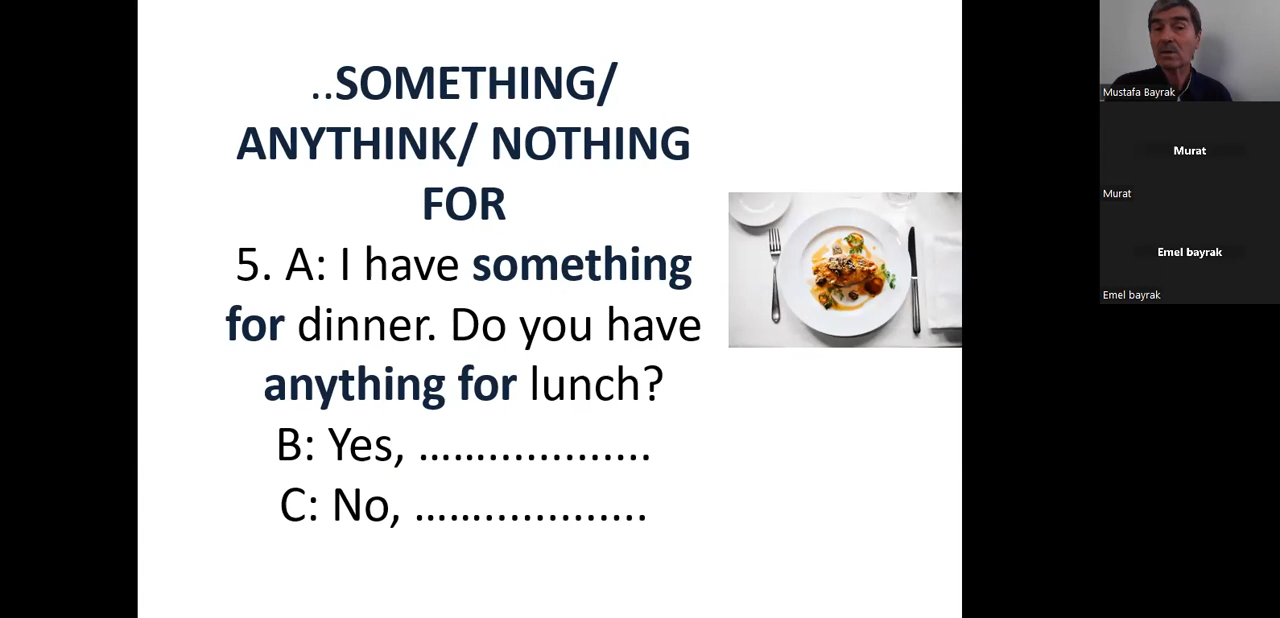 ..SOMETHING/
ANYTHINK/ NOTHING
FOR
5. A: I have something
for dinner. Do you have
anything for lunch?
B: Yes, ……............
C: No, ……............
Mustafa Bayrak
Murat
Murat
Emel bayrak
Emel bayrak